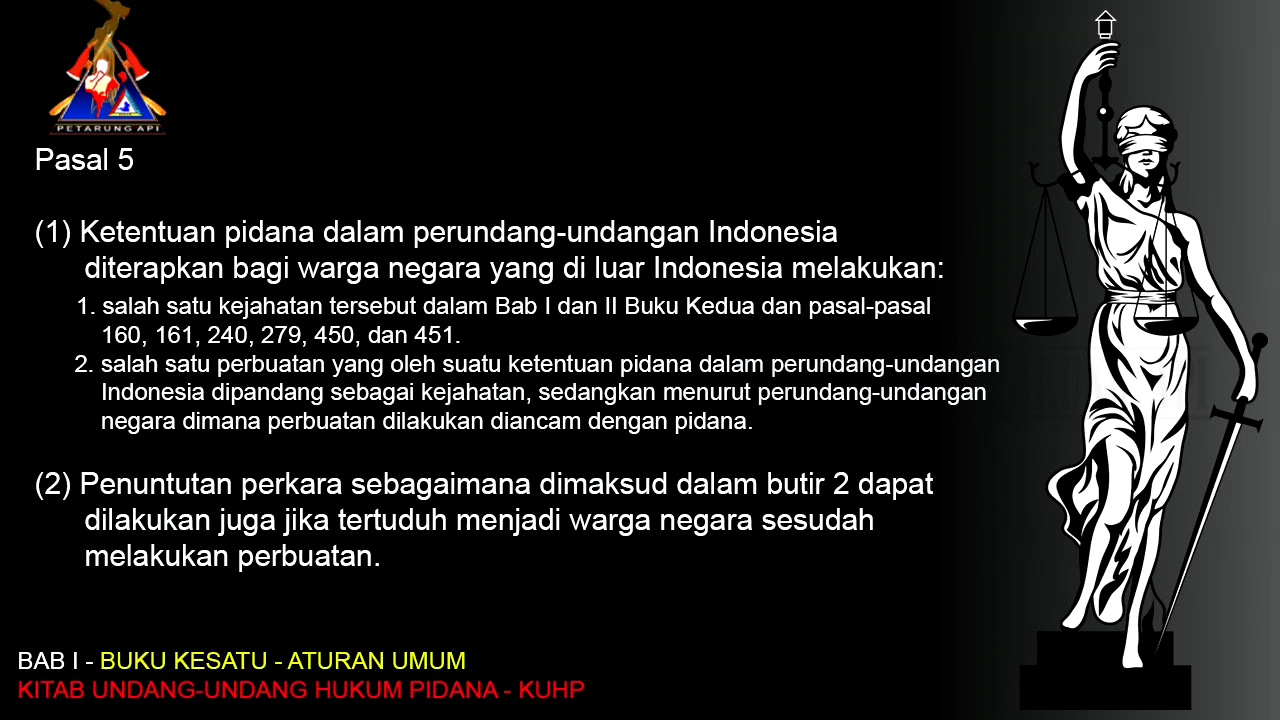 PETARUNG API
Pasal 5
(1) Ketentuan pidana dalam perundang-undangan Indonesia
diterapkan bagi warga negara yang di luar Indonesia melakukan:
1. salah satu kejahatan tersebut dalam Bab I dan II Buku Kedua dan pasal-pasal
160, 161, 240, 279, 450, dan 451.
2. salah satu perbuatan yang oleh suatu ketentuan pidana dalam perundang-undangan
Indonesia dipandang sebagai kejahatan, sedangkan menurut perundang-undangan
negara dimana perbuatan dilakukan diancam dengan pidana.
(2) Penuntutan perkara sebagaimana dimaksud dalam butir 2 dapat
dilakukan juga jika tertuduh menjadi warga negara sesudah
melakukan perbuatan.
BAB I - BUKU KESATU - ATURAN UMUM
KITAB UNDANG-UNDANG HUKUM PIDANA - KUHP